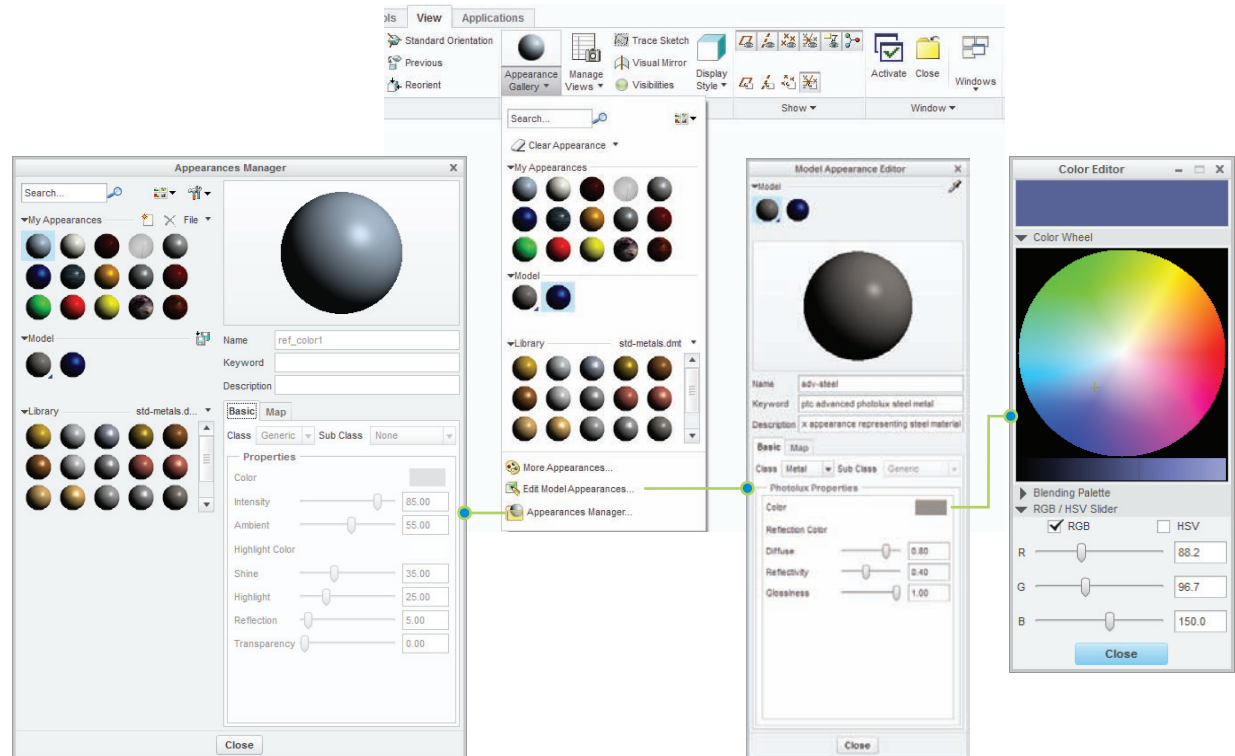 ols View Applications
Standard Orientation
Previous
Reorient
Appearance Gallery
Manage Views
Trace Sketch
Visual Mirror
Visibilities
Display Style
Show
Activate Close Windows
Window
Search...
Clear Appearance
My Appearances
Model
Library std-metals.dmt
More Appearances...
Edit Model Appearances...
Appearances Manager...
Appearances Manager X
Search...
My Appearances File
Model
Library std-metals.d...
Name ref_color1
Keyword
Description
Basic Map
Class Generic Sub Class None
Properties
Color
Intensity 85.00
Ambient 55.00
Highlight Color
Shine 35.00
Highlight 25.00
Reflection 5.00
Transparency 0.00
Close
Model Appearance Editor X
Model
Name adv-steel
Keyword ptc advanced photolux steel metal
Description x appearance representing steel material
Basic Map
Class Metal Sub Class Generic
Photolux Properties
Color
Reflection Color
Diffuse 0.80
Reflectivity 0.40
Glossiness 1.00
Close
Color Editor X
Color Wheel
Blending Palette
RGB / HSV Slider
RGB HSV
R 88.2
G 96.7
B 150.0
Close